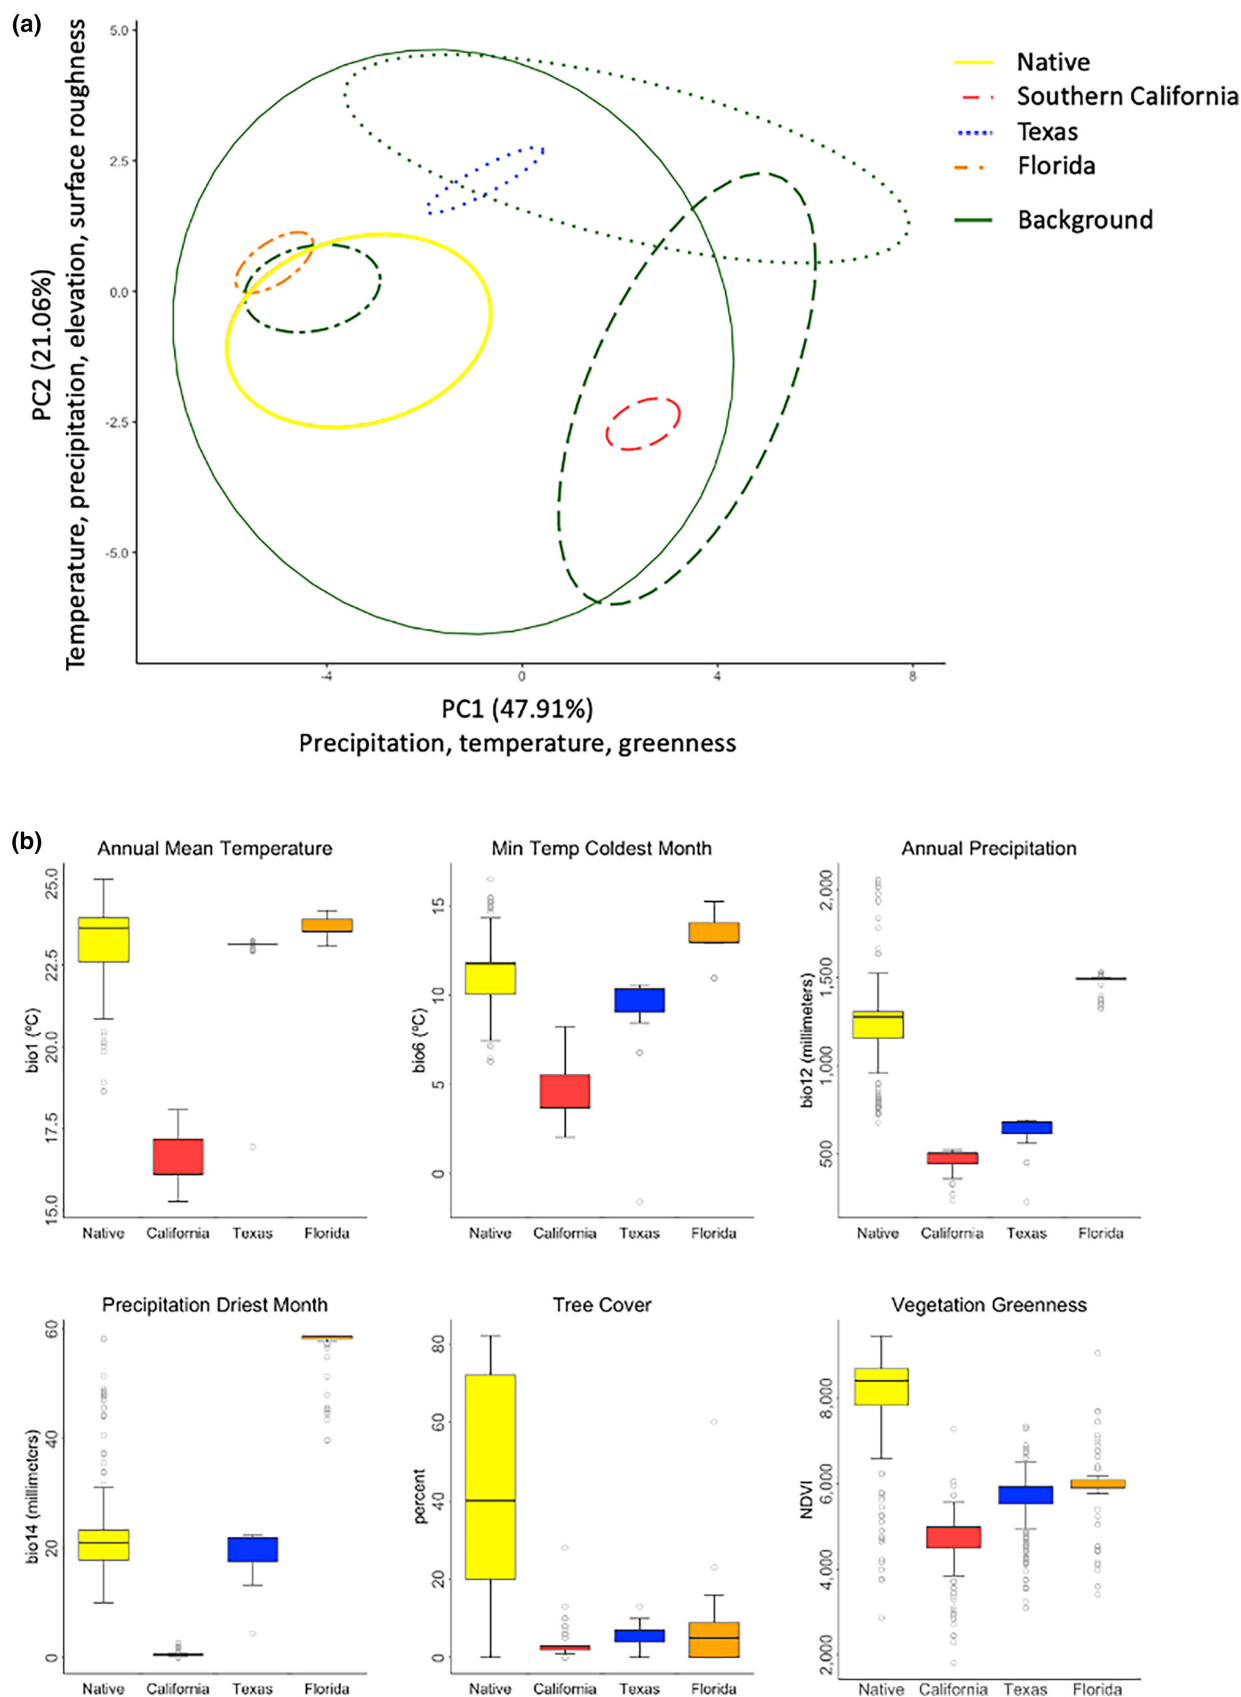 (a)
5.0
2.5
0.0
-2.5
-5.0
PC2 (21.06%)
Temperature, precipitation, elevation, surface roughness
-4 0 4 8
PC1 (47.91%)
Precipitation, temperature, greenness
Native
Southern California
Texas
Florida
Background
(b)
Annual Mean Temperature
bio1 (ºC)
25.0
22.5
20.0
17.5
15.0
Native California Texas Florida
Min Temp Coldest Month
bio6 (ºC)
15
10
5
0
Native California Texas Florida
Annual Precipitation
bio12 (millimeters)
2,000
1,500
1,000
500
Native California Texas Florida
Precipitation Driest Month
bio14 (millimeters)
60
40
20
0
Native California Texas Florida
Tree Cover
percent
80
60
40
20
0
Native California Texas Florida
Vegetation Greenness
NDVI
8,000
6,000
4,000
2,000
Native California Texas Florida